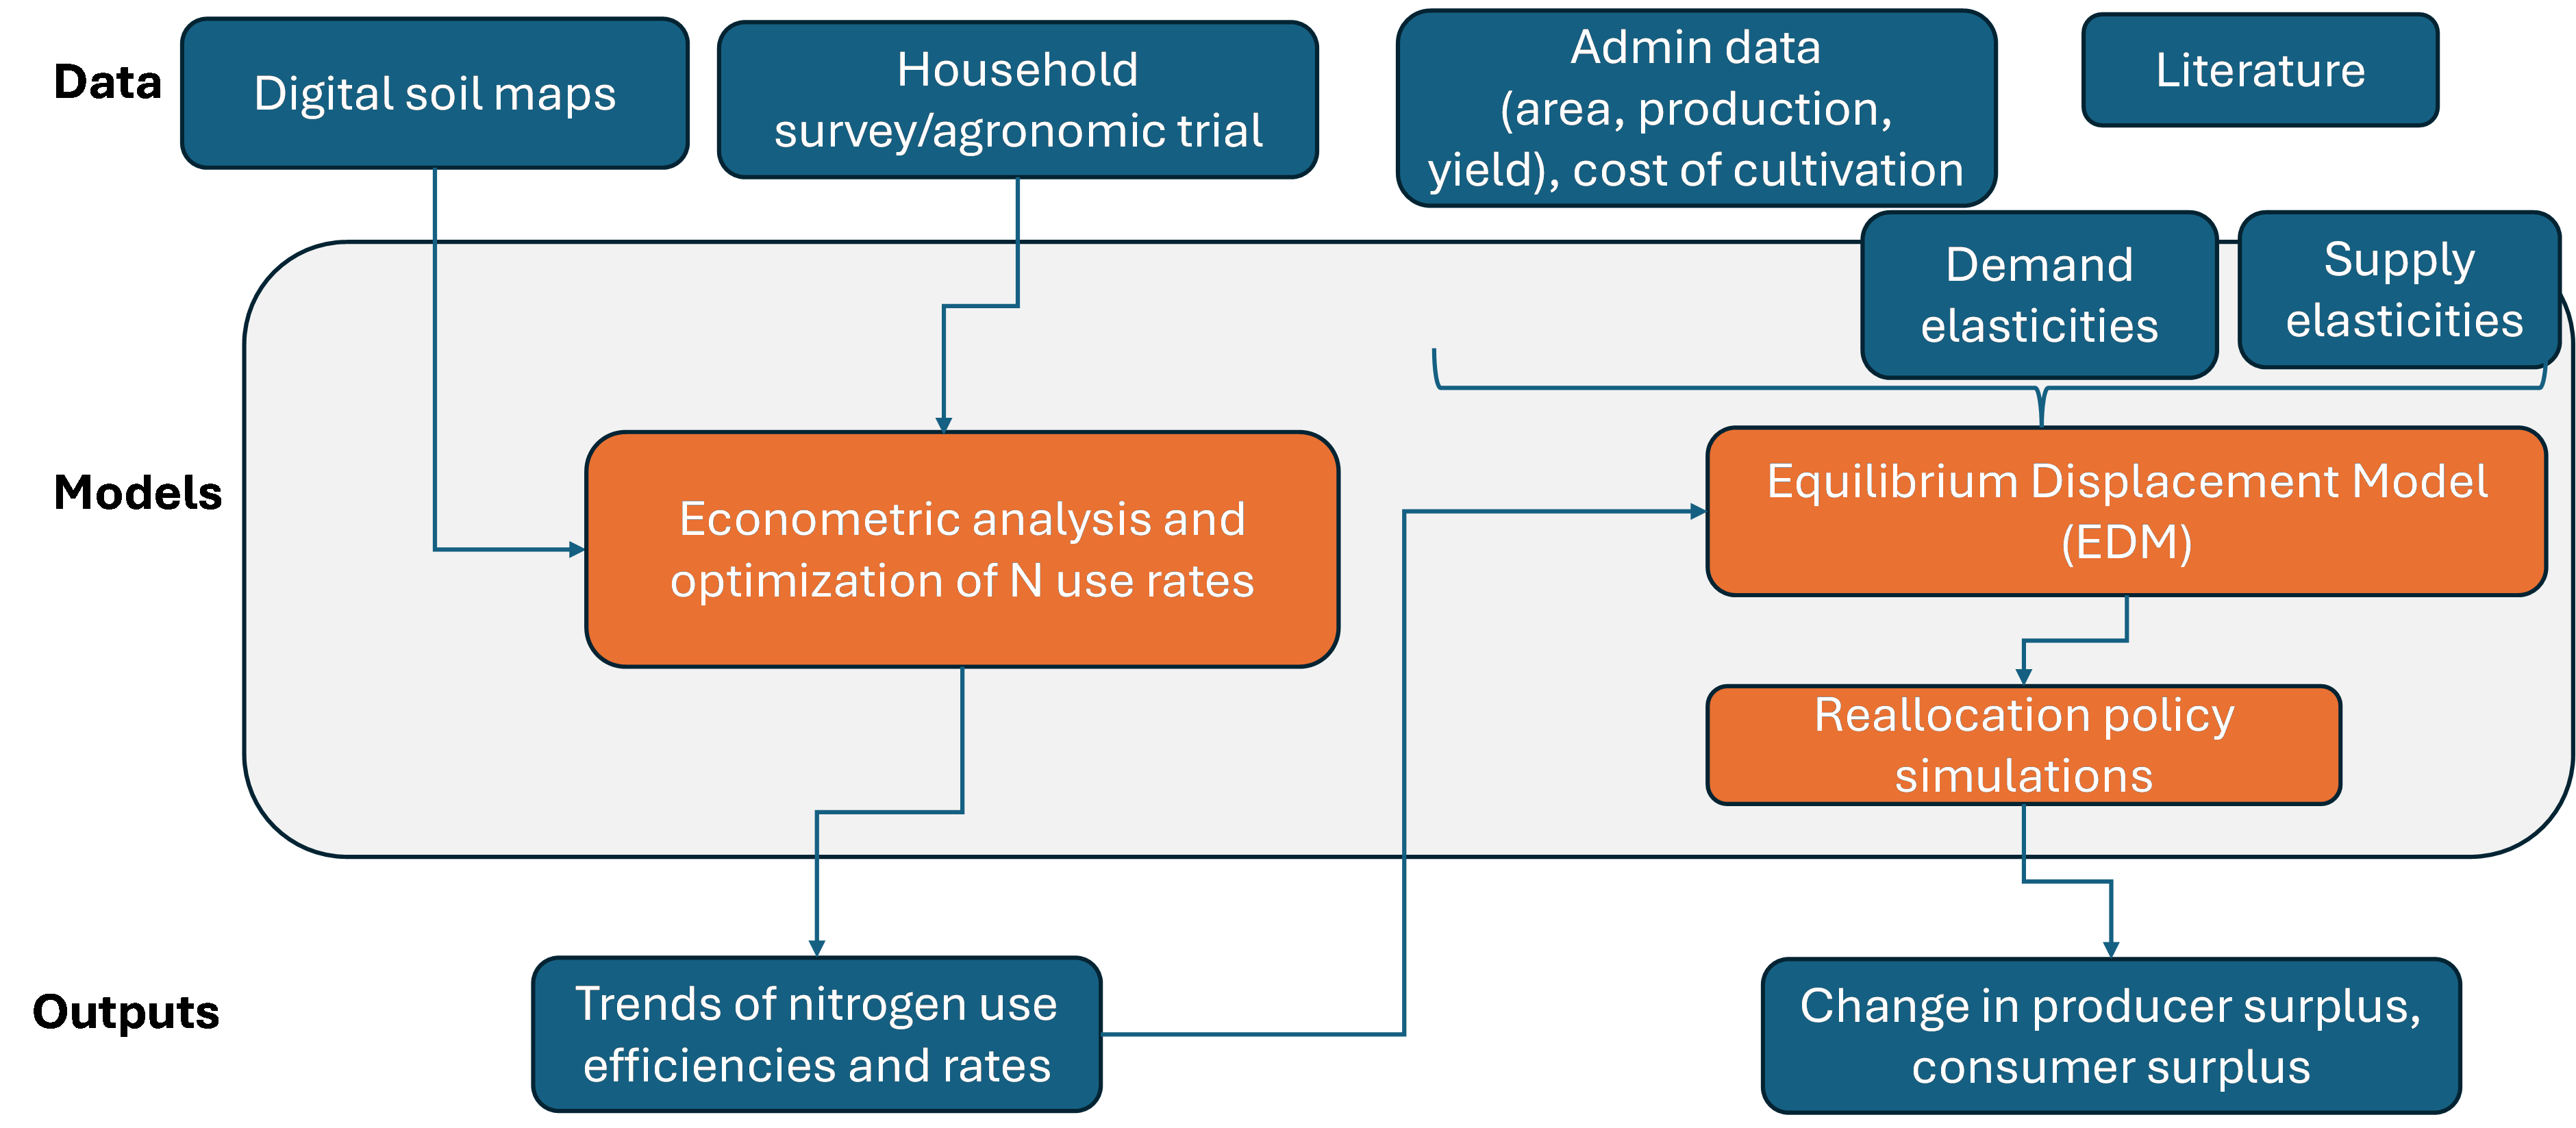 Data
Digital soil maps
Household
survey/agronomic trial
Admin data
(area, production,
yield), cost of cultivation
Literature
Demand
elasticities
Supply
elasticities
Models
Econometric analysis and
optimization of N use rates
Equilibrium Displacement Model
(EDM)
Reallocation policy
simulations
Outputs
Trends of nitrogen use
efficiencies and rates
Change in producer surplus,
consumer surplus